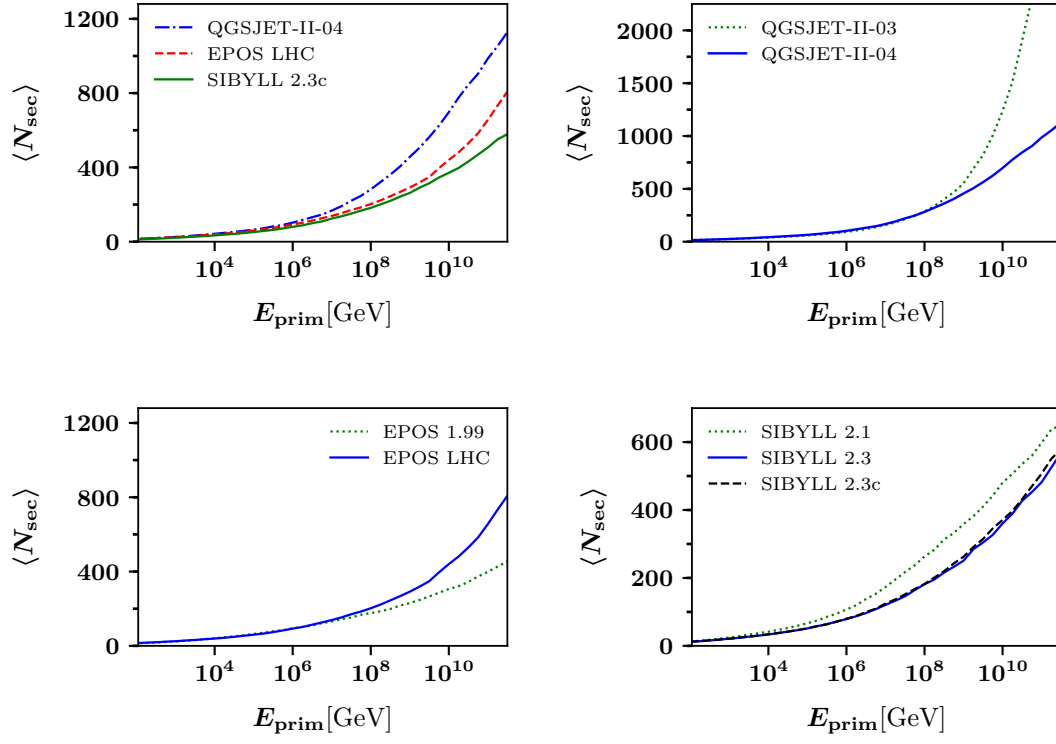 1200
800
400
0
⟨N_sec⟩
QGSJET-II-04
EPOS LHC
SIBYLL 2.3c
10^4 10^6 10^8 10^10
E_prim[GeV]
2000
1500
1000
500
0
⟨N_sec⟩
QGSJET-II-03
QGSJET-II-04
10^4 10^6 10^8 10^10
E_prim[GeV]
1200
800
400
0
⟨N_sec⟩
EPOS 1.99
EPOS LHC
10^4 10^6 10^8 10^10
E_prim[GeV]
600
400
200
0
⟨N_sec⟩
SIBYLL 2.1
SIBYLL 2.3
SIBYLL 2.3c
10^4 10^6 10^8 10^10
E_prim[GeV]